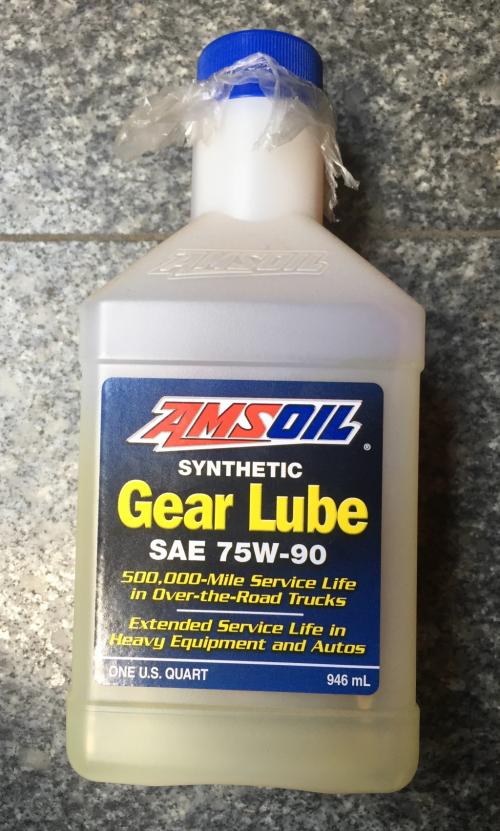 AMSOIL
AMSOIL®
SYNTHETIC
Gear Lube
SAE 75W-90
500,000-Mile Service Life
in Over-the-Road Trucks
Extended Service Life in
Heavy Equipment and Autos
ONE U.S. QUART 946 mL